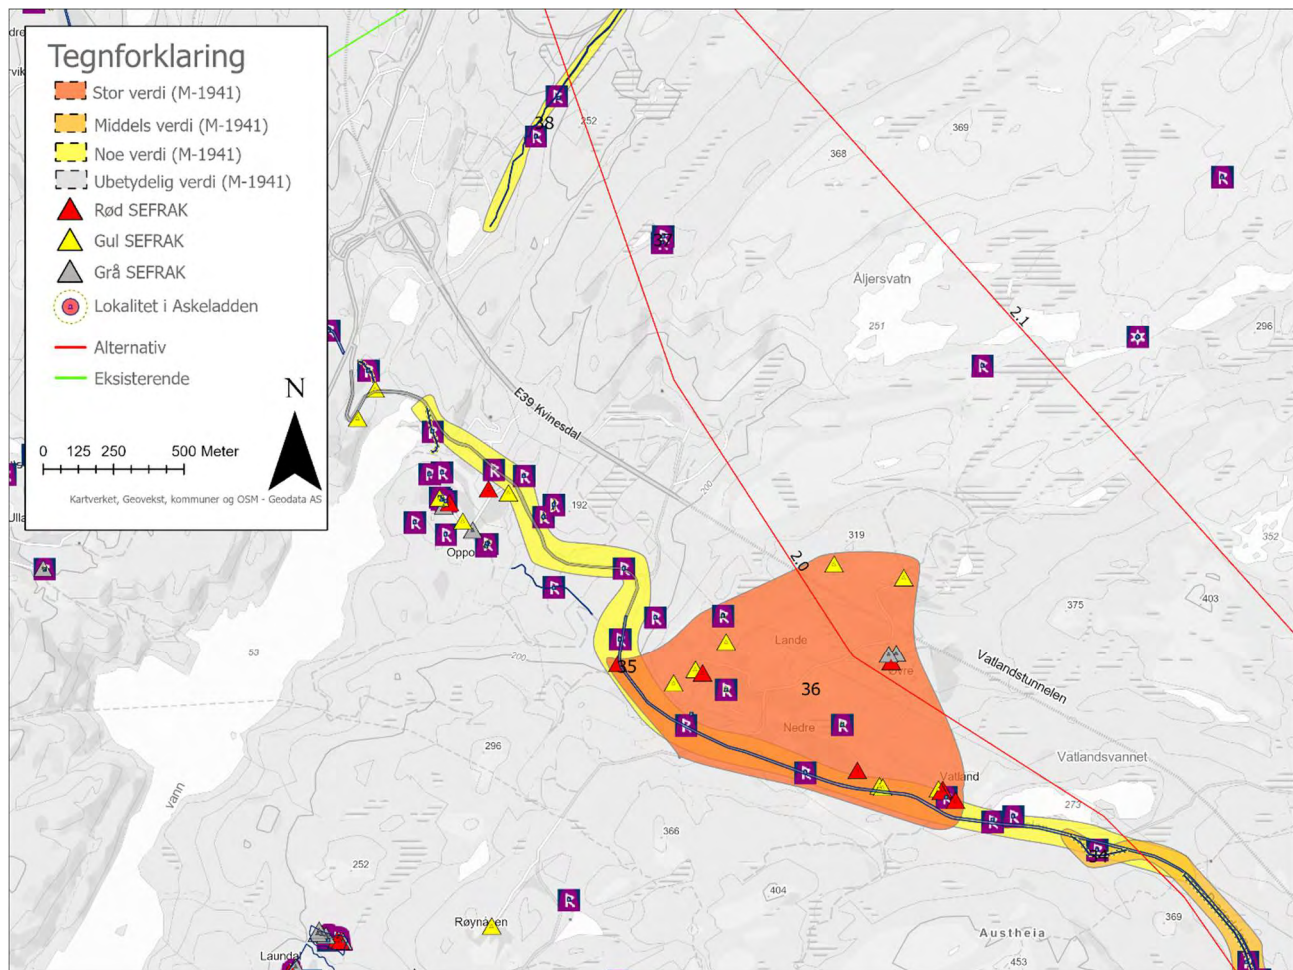 Tegnforklaring
Stor verdi (M-1941)
Middels verdi (M-1941)
Noe verdi (M-1941)
Ubetydelig verdi (M-1941)
Rød SEFRAK
Gul SEFRAK
Grå SEFRAK
Lokalitet i Askeladden
Alternativ
Eksisterende
N
0 125 250 500 Meter
Kartverket, Geovekst, kommuner og OSM - Geodata AS
38
252
369
368
37
Åljersvatn
251
2.1
296
E39 Kvinesdal
200
192
319
352
2.0
403
375
53
200
35
Lande
Øvre
36
Vatlandstunnelen
Nedre
296
Vatlandsvannet
Vatland
vann
273
366
34
252
404
Røynåsen
369
Austheia
453